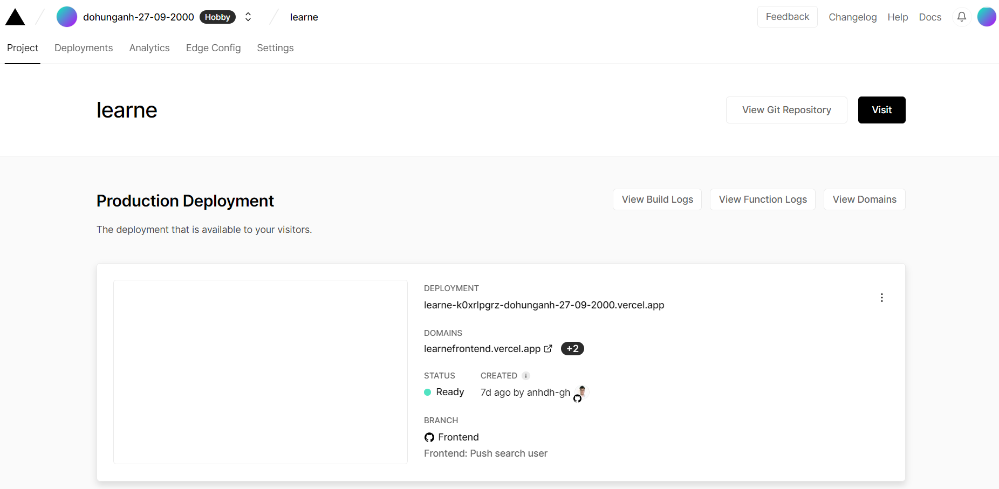 dohunganh-27-09-2000 Hobby learne Feedback Changelog Help Docs
Project Deployments Analytics Edge Config Settings
learne View Git Repository Visit
Production Deployment View Build Logs View Function Logs View Domains
The deployment that is available to your visitors.
DEPLOYMENT
learne-k0xrlpgrz-dohunganh-27-09-2000.vercel.app
DOMAINS
learnefrontend.vercel.app +2
STATUS CREATED
Ready 7d ago by anhdh-gh
BRANCH
Frontend
Frontend: Push search user